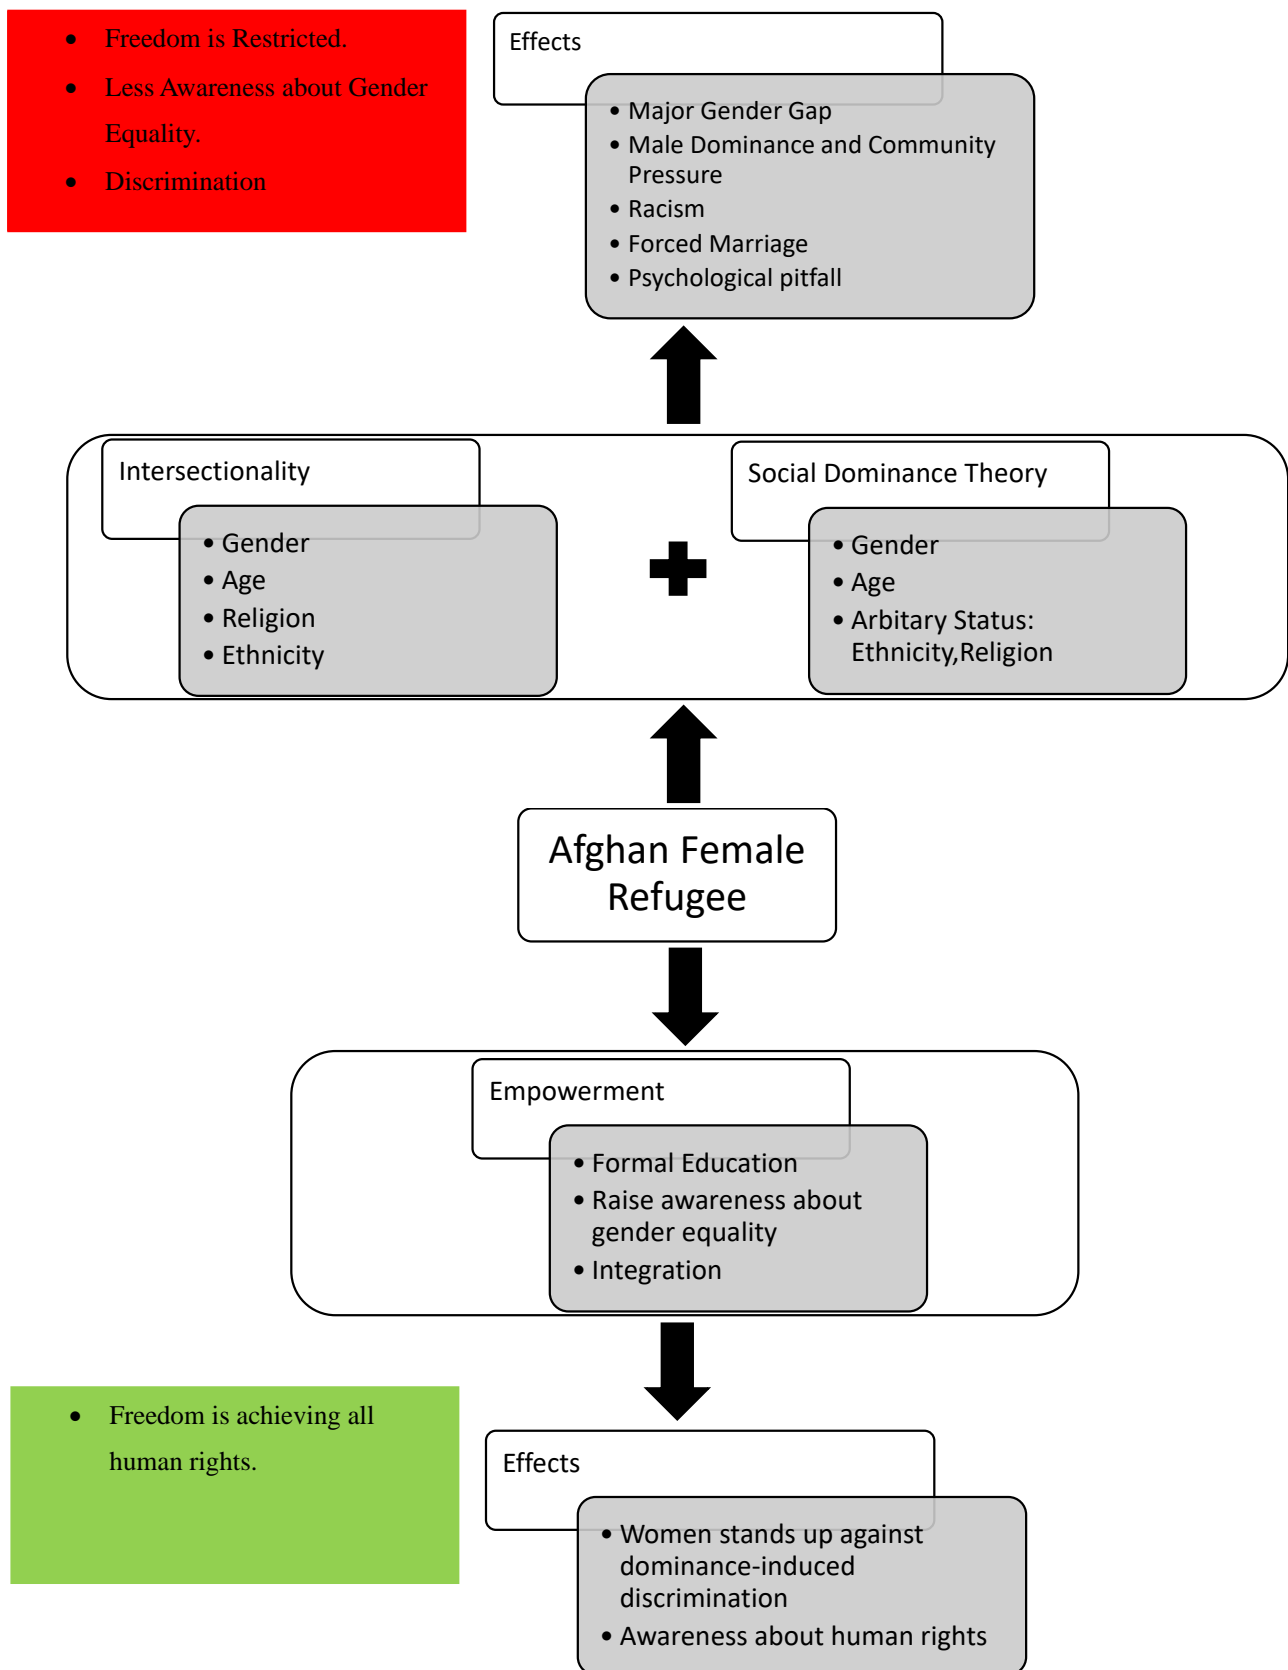 • Freedom is Restricted.
• Less Awareness about Gender
Equality.
• Discrimination
Effects
• Major Gender Gap
• Male Dominance and Community
Pressure
• Racism
• Forced Marriage
• Psychological pitfall
Intersectionality
• Gender
• Age
• Religion
• Ethnicity
Social Dominance Theory
• Gender
• Age
• Arbitary Status:
Ethnicity,Religion
Afghan Female
Refugee
Empowerment
• Formal Education
• Raise awareness about
gender equality
• Integration
• Freedom is achieving all
human rights.
Effects
• Women stands up against
dominance-induced
discrimination
• Awareness about human rights